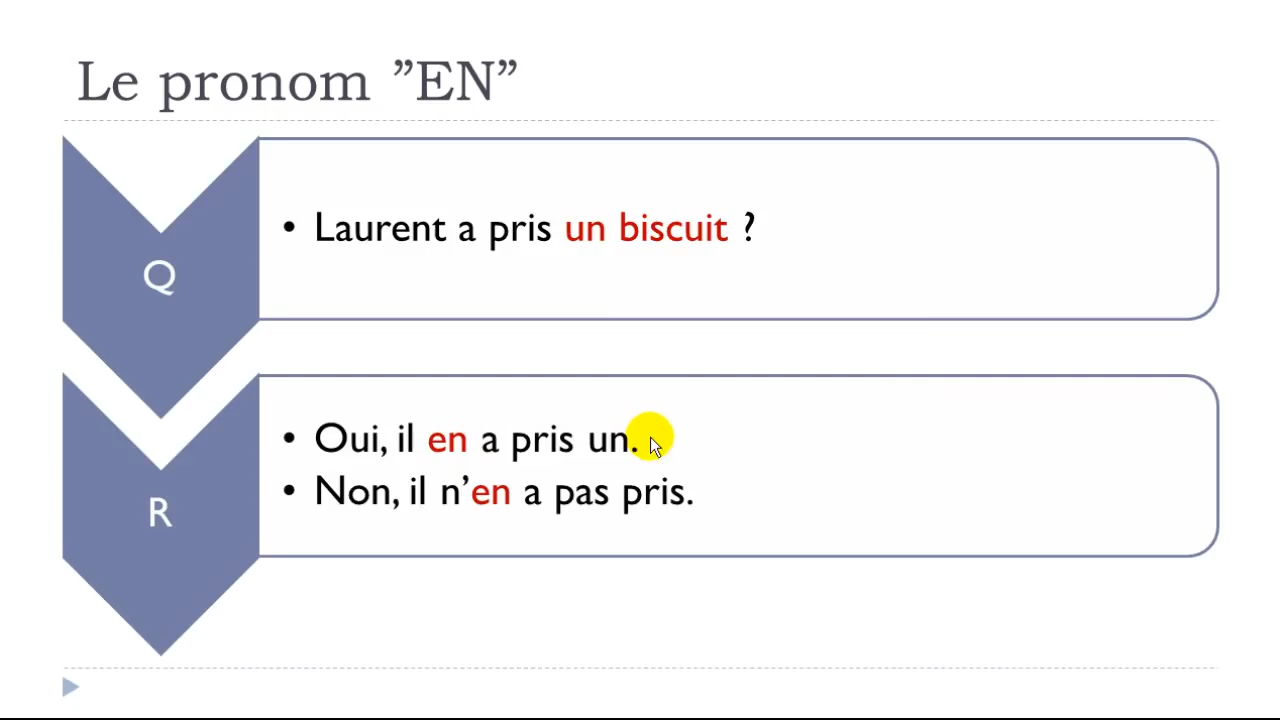 Le pronom ”EN”
Q
• Laurent a pris un biscuit ?
R
• Oui, il en a pris un.
• Non, il n’en a pas pris.